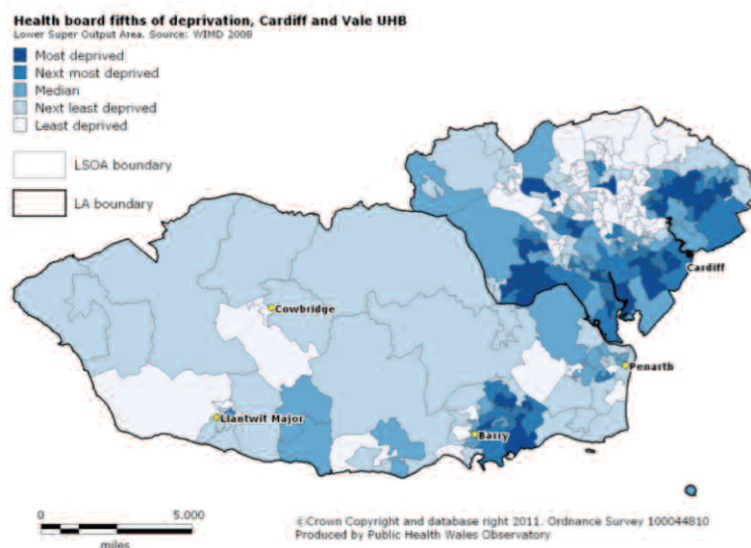 Health board fifths of deprivation, Cardiff and Vale UHB
Lower Super Output Area. Source: WIMD 2008
Most deprived
Next most deprived
Median
Next least deprived
Least deprived
LSOA boundary
LA boundary
Cardiff
Cowbridge
Penarth
Llantwit Major
Barry
0 5,000
miles
©Crown Copyright and database right 2011. Ordnance Survey 100044810
Produced by Public Health Wales Observatory